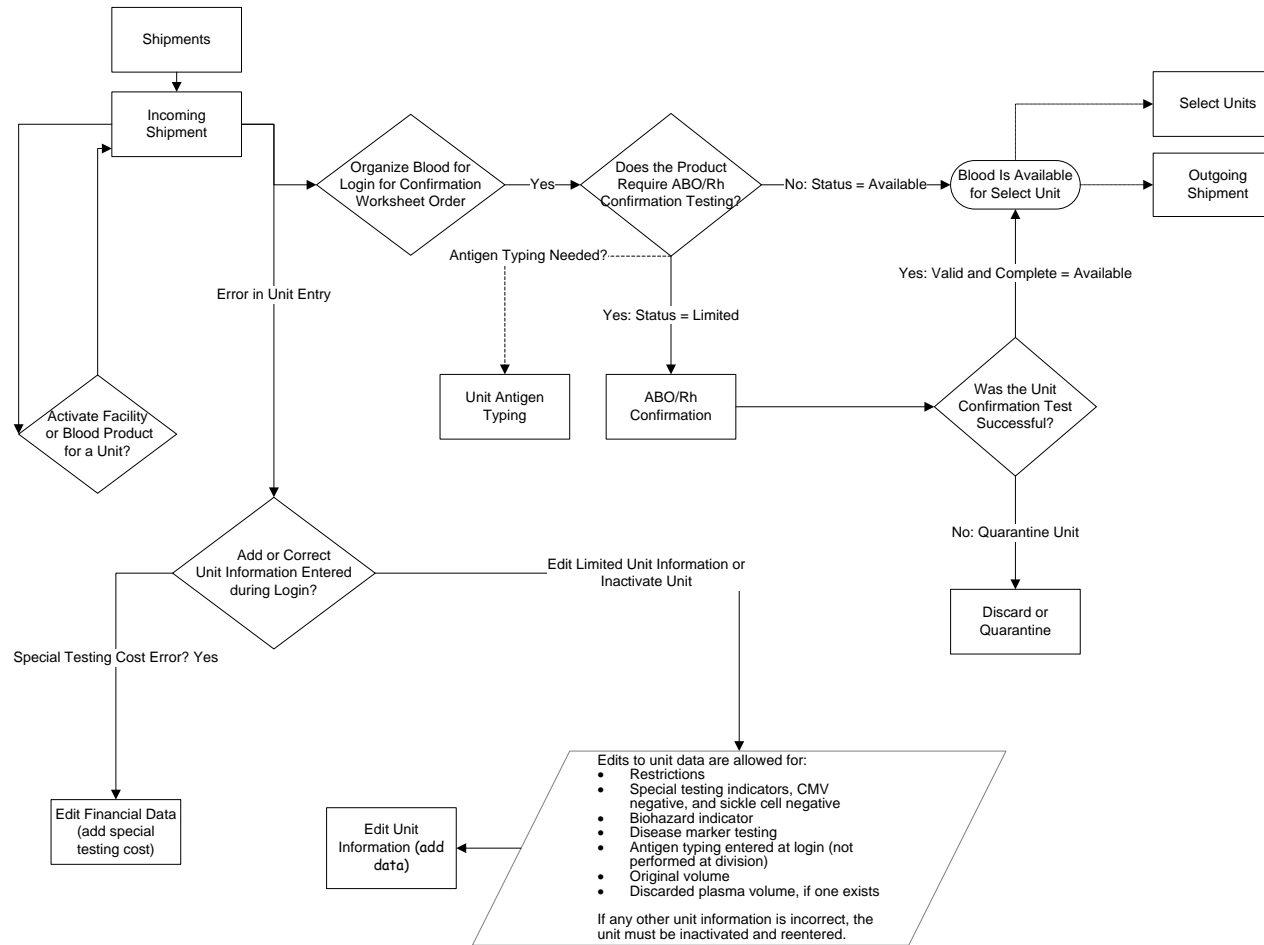 Shipments
Incoming
Shipment
Select Units
Outgoing
Shipment
Organize Blood for
Login for Confirmation
Worksheet Order
Yes
Does the Product
Require ABO/Rh
Confirmation Testing?
No: Status = Available
Blood Is Available
for Select Unit
Antigen Typing Needed?
Yes: Valid and Complete = Available
Error in Unit Entry
Yes: Status = Limited
Activate Facility
or Blood Product
for a Unit?
Unit Antigen
Typing
ABO/Rh
Confirmation
Was the Unit
Confirmation Test
Successful?
No: Quarantine Unit
Add or Correct
Unit Information Entered
during Login?
Edit Limited Unit Information or
Inactivate Unit
Discard or
Quarantine
Special Testing Cost Error? Yes
Edit Financial Data
(add special
testing cost)
Edit Unit
Information (add
data)
Edits to unit data are allowed for:
• Restrictions
• Special testing indicators, CMV
negative, and sickle cell negative
• Biohazard indicator
• Disease marker testing
• Antigen typing entered at login (not
performed at division)
• Original volume
• Discarded plasma volume, if one exists
If any other unit information is incorrect, the
unit must be inactivated and reentered.